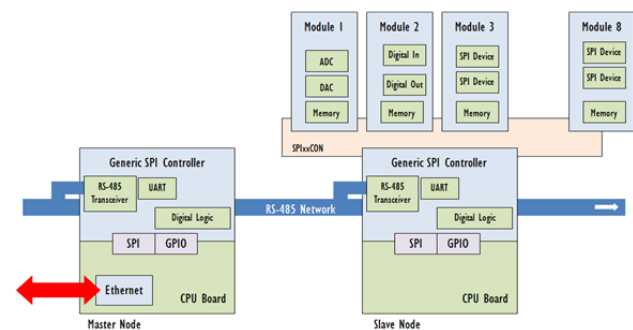 Module 1
Module 2
Module 3
Module 8
ADC
DAC
Memory
Digital In
Digital Out
Memory
SPI Device
SPI Device
Memory
SPI Device
SPI Device
Memory
SPIxxCON
Generic SPI Controller
RS-485
Transceiver
UART
Digital Logic
SPI
GPIO
Ethernet
CPU Board
Master Node
RS-485 Network
Generic SPI Controller
RS-485
Transceiver
UART
Digital Logic
SPI
GPIO
CPU Board
Slave Node